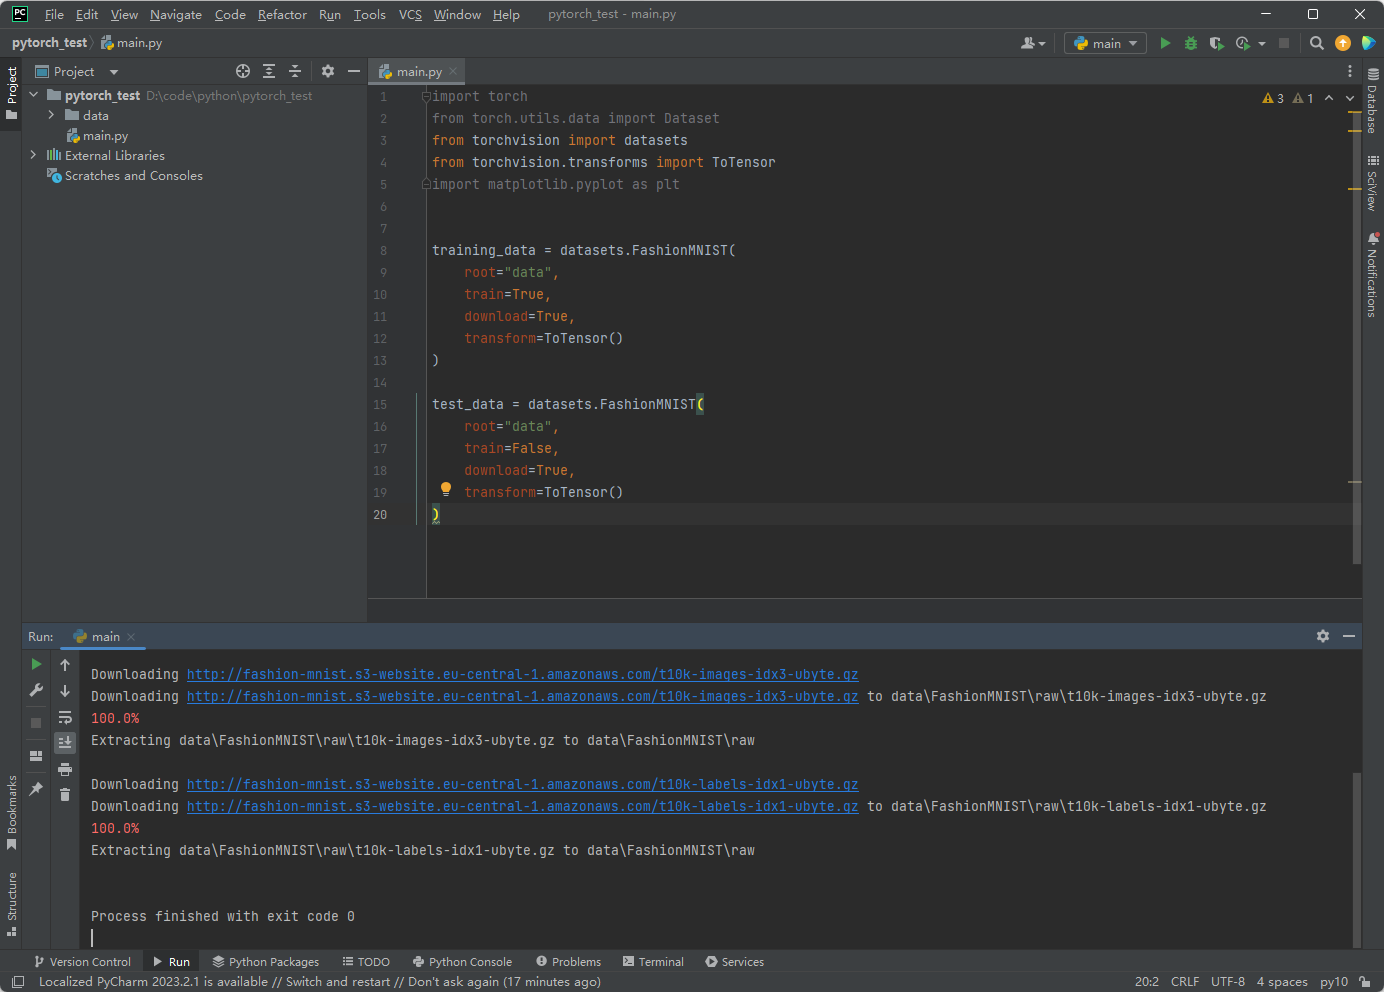 PC File Edit View Navigate Code Refactor Run Tools VCS Window Help pytorch_test - main.py
pytorch_test main.py main
Project main.py
pytorch_test D:\code\python\pytorch_test
data
main.py
External Libraries
Scratches and Consoles
Project
Bookmarks
Structure
3 1
1 import torch
2 from torch.utils.data import Dataset
3 from torchvision import datasets
4 from torchvision.transforms import ToTensor
5 import matplotlib.pyplot as plt
6
7
8 training_data = datasets.FashionMNIST(
9 root="data",
10 train=True,
11 download=True,
12 transform=ToTensor()
13 )
14
15 test_data = datasets.FashionMNIST(
16 root="data",
17 train=False,
18 download=True,
19 transform=ToTensor()
20 )
Database
SciView
Notifications
Run: main
Downloading http://fashion-mnist.s3-website.eu-central-1.amazonaws.com/t10k-images-idx3-ubyte.gz
Downloading http://fashion-mnist.s3-website.eu-central-1.amazonaws.com/t10k-images-idx3-ubyte.gz to data\FashionMNIST\raw\t10k-images-idx3-ubyte.gz
100.0%
Extracting data\FashionMNIST\raw\t10k-images-idx3-ubyte.gz to data\FashionMNIST\raw
Downloading http://fashion-mnist.s3-website.eu-central-1.amazonaws.com/t10k-labels-idx1-ubyte.gz
Downloading http://fashion-mnist.s3-website.eu-central-1.amazonaws.com/t10k-labels-idx1-ubyte.gz to data\FashionMNIST\raw\t10k-labels-idx1-ubyte.gz
100.0%
Extracting data\FashionMNIST\raw\t10k-labels-idx1-ubyte.gz to data\FashionMNIST\raw
Process finished with exit code 0
Version Control Run Python Packages TODO Python Console Problems Terminal Services
Localized PyCharm 2023.2.1 is available // Switch and restart // Don't ask again (17 minutes ago) 20:2 CRLF UTF-8 4 spaces py10